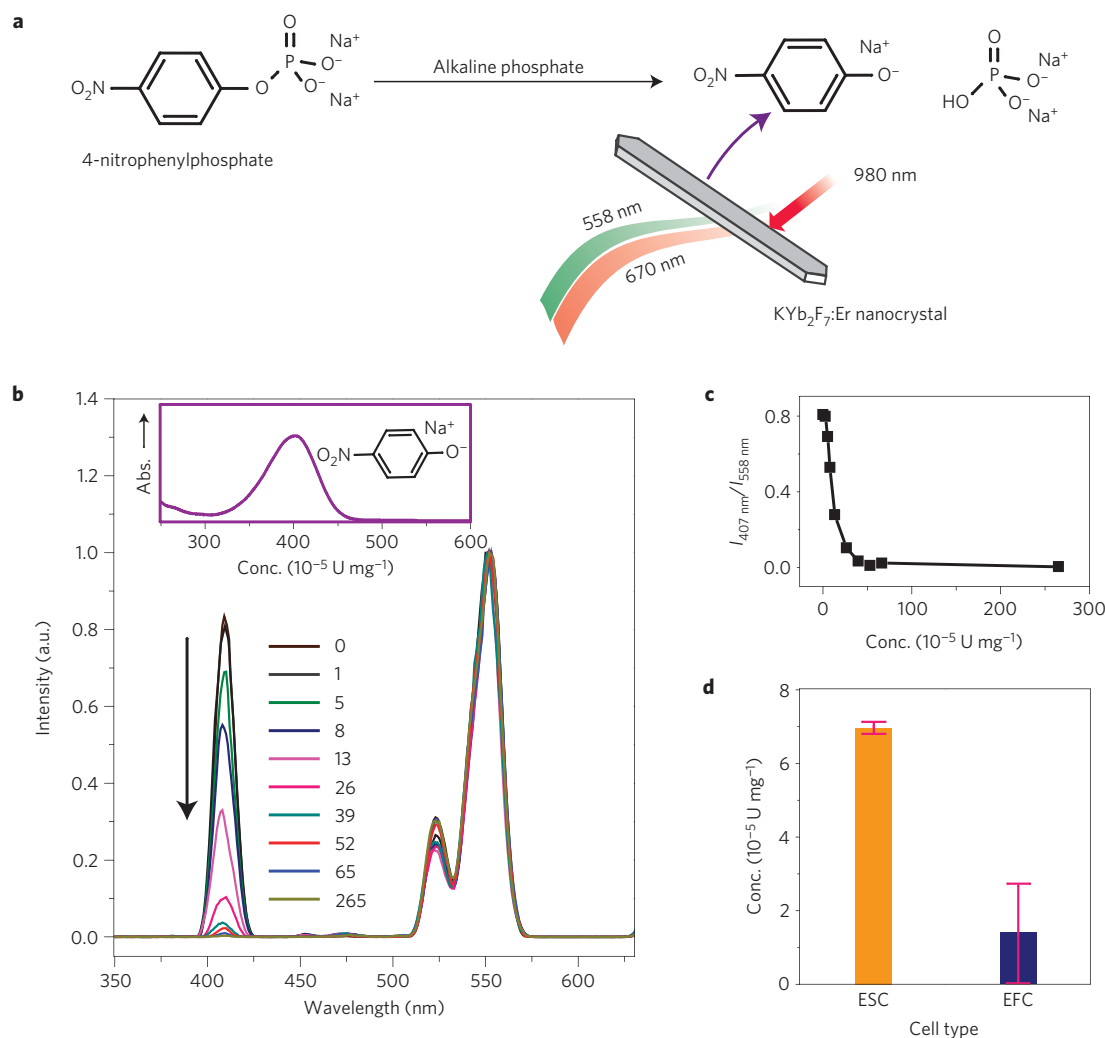 a
O
Na⁺
P
O⁻
O₂N
O
O⁻
Na⁺
4-nitrophenylphosphate
Alkaline phosphate
Na⁺
O₂N
O⁻
O
Na⁺
P
O⁻
HO
O⁻
Na⁺
980 nm
558 nm
670 nm
KYb₂F₇:Er nanocrystal
b
1.4
1.2
1.0
0.8
0.6
0.4
0.2
0.0
Intensity (a.u.)
350 400 450 500 550 600
Wavelength (nm)
Abs.
Na⁺
O₂N
O⁻
300 400 500 600
Conc. (10⁻⁵ U mg⁻¹)
0
1
5
8
13
26
39
52
65
265
c
0.8
0.4
0.0
I407 nm/I558 nm
0 100 200 300
Conc. (10⁻⁵ U mg⁻¹)
d
8
6
4
2
0
Conc. (10⁻⁵ U mg⁻¹)
ESC EFC
Cell type